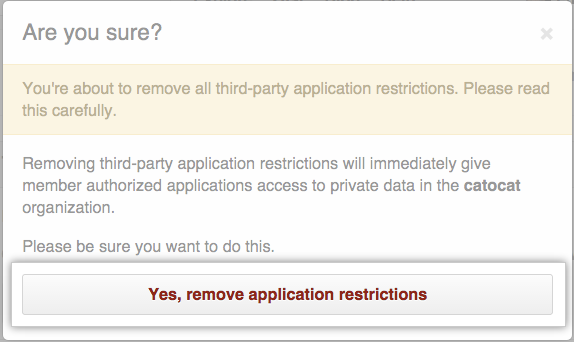 Are you sure?
You're about to remove all third-party application restrictions. Please read
this carefully.
Removing third-party application restrictions will immediately give
member authorized applications access to private data in the catocat
organization.
Please be sure you want to do this.
Yes, remove application restrictions